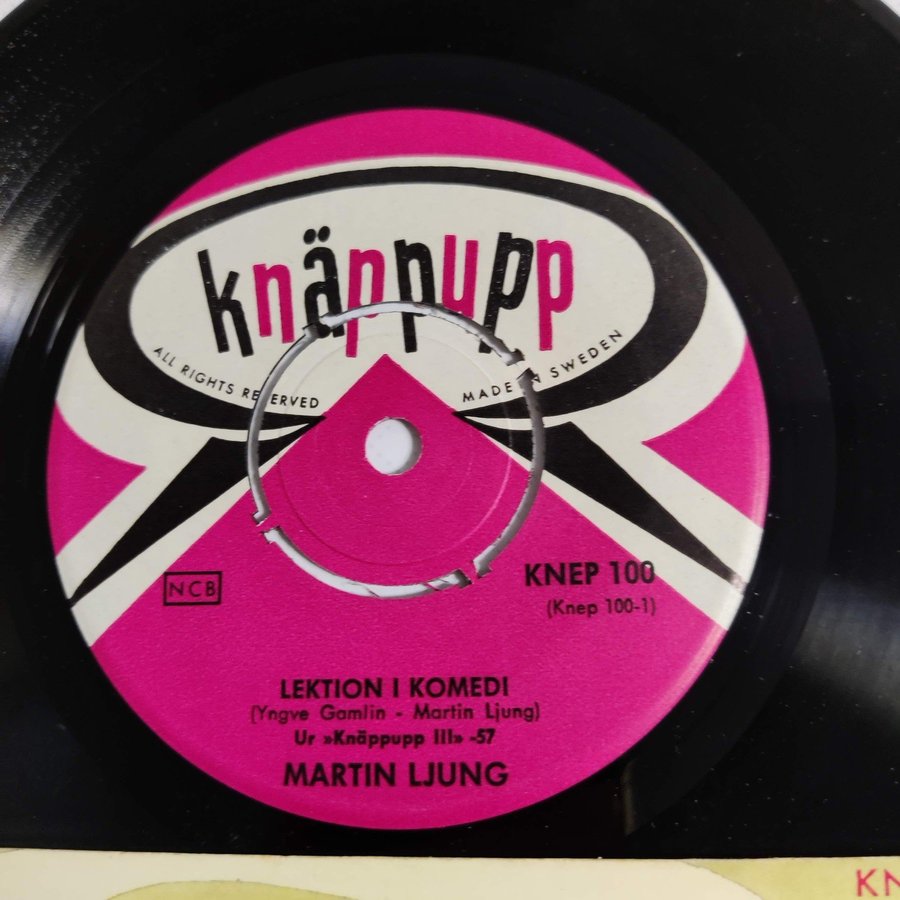 knäppupp
ALL RIGHTS RESERVED
MADE IN SWEDEN
NCB
KNEP 100
(Knep 100-1)
LEKTION I KOMEDI
(Yngve Gamlin - Martin Ljung)
Ur »Knäppupp III» -57
MARTIN LJUNG
KN